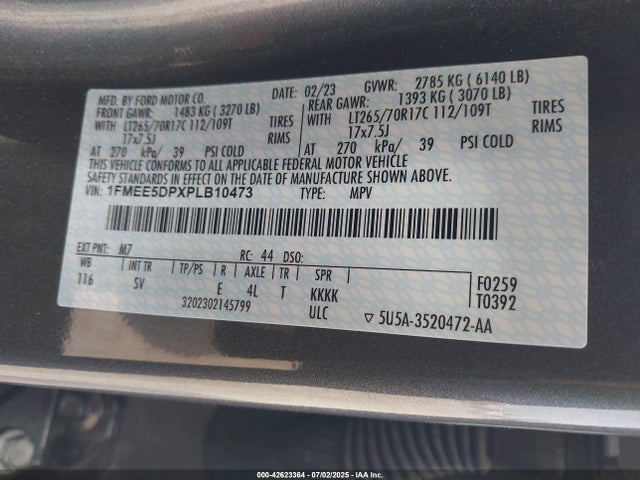 MFD. BY FORD MOTOR CO. DATE: 02/23 GVWR: 2785 KG ( 6140 LB)
FRONT GAWR: 1483 KG ( 3270 LB) REAR GAWR: 1393 KG ( 3070 LB)
WITH LT265/70R17C 112/109T TIRES WITH LT265/70R17C 112/109T TIRES
17x7.5J RIMS 17x7.5J RIMS
AT 270 kPa/ 39 PSI COLD AT 270 kPa/ 39 PSI COLD
THIS VEHICLE CONFORMS TO ALL APPLICABLE FEDERAL MOTOR VEHICLE
SAFETY STANDARDS IN EFFECT ON THE DATE OF MANUFACTURE SHOWN ABOVE.
VIN: 1FMEE5DPXPLB10473 TYPE: MPV
EXT PNT: M7 RC: 44 DSO:
WB INT TR TP/PS R AXLE TR SPR F0259
116 SV E 4L T KKKK T0392
3202302145799 ULC ▽ 5U5A-3520472-AA
000-42623364 - 07/02/2025 - IAA Inc.